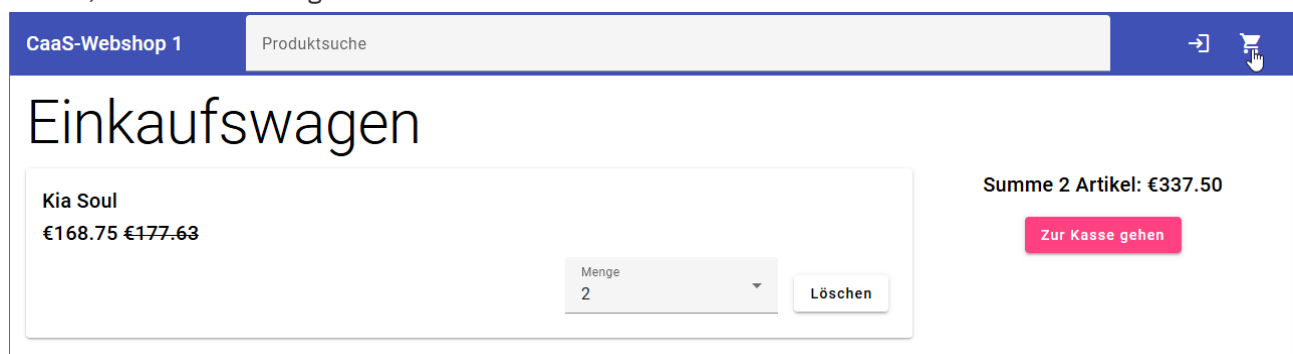 CaaS-Webshop 1
Produktsuche
Einkaufswagen
Kia Soul
€168.75 €177.63
Menge
2
Löschen
Summe 2 Artikel: €337.50
Zur Kasse gehen